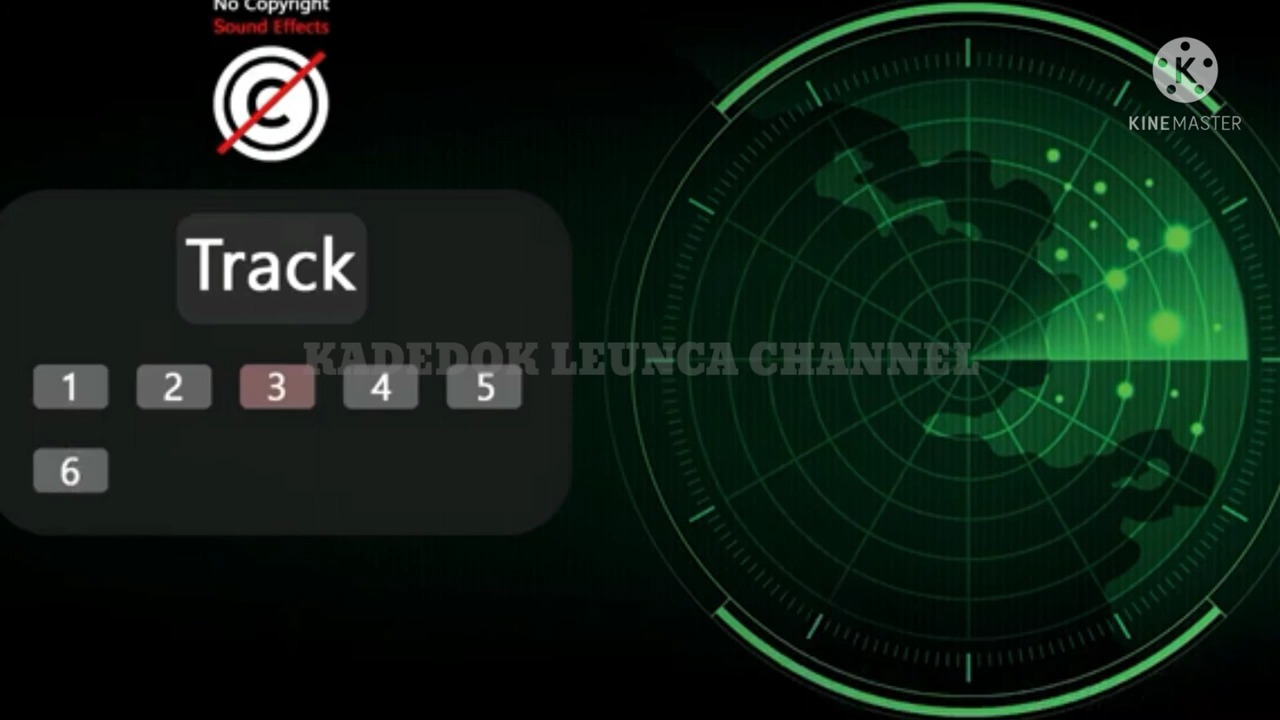 No Copyright
Sound Effects
C
K
KINEMASTER
Track
KADEDOK LEUNCA CHANNEL
1 2 3 4 5
6